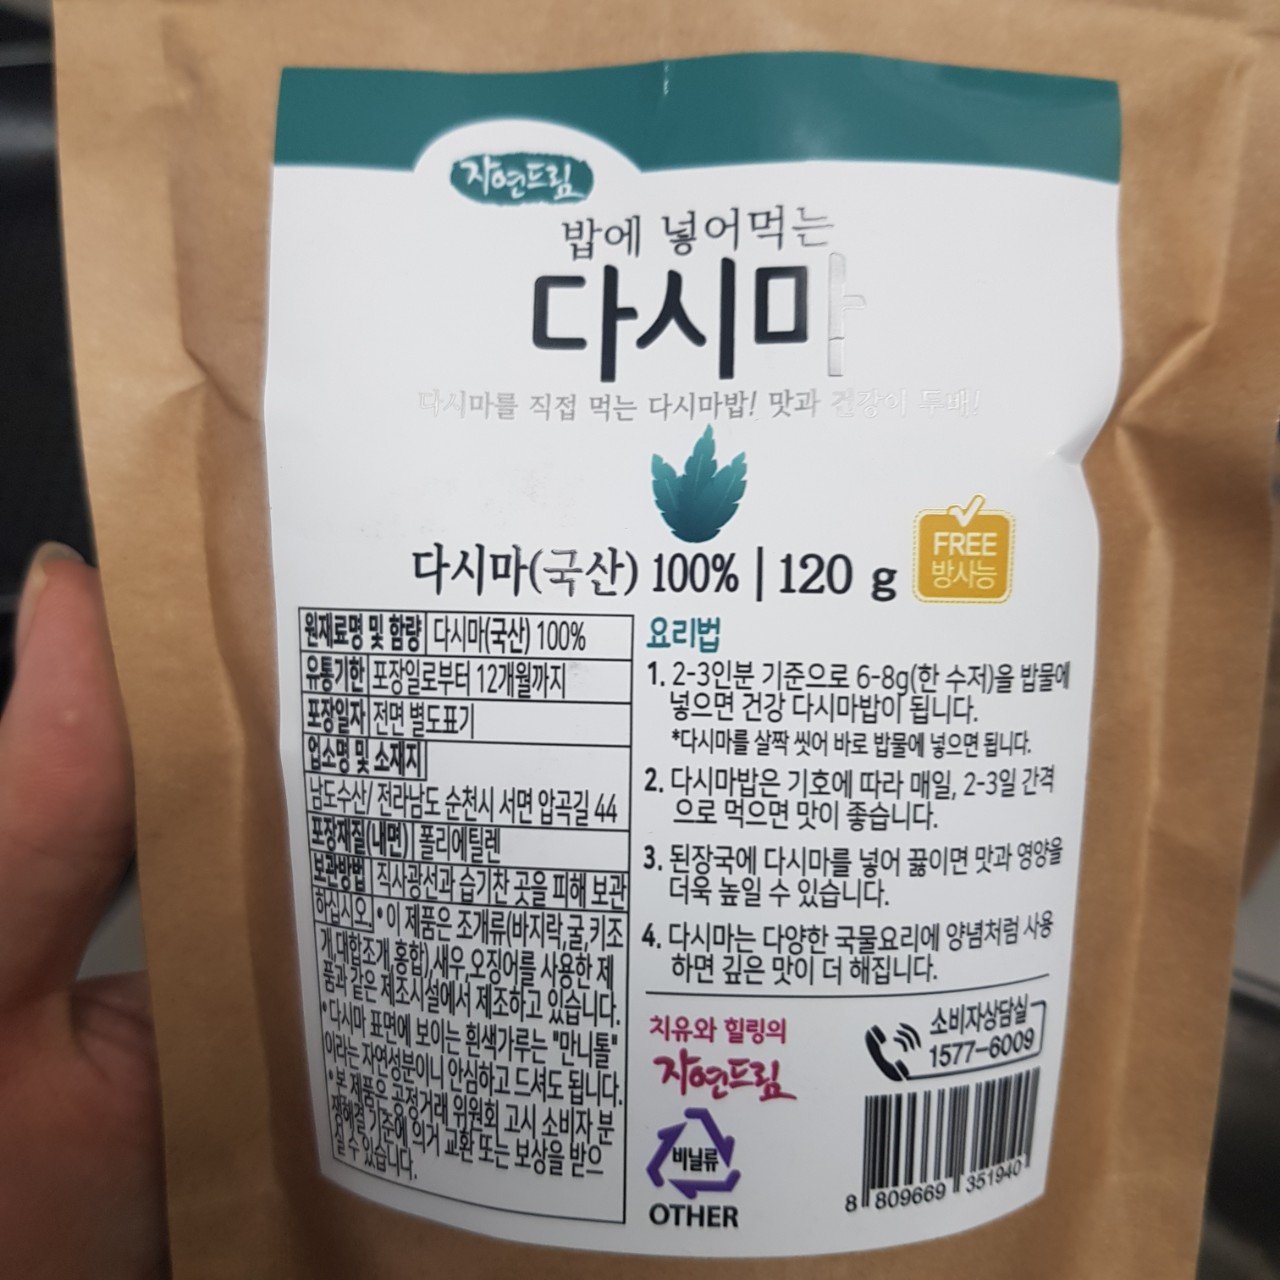 자연드림
밥에 넣어먹는
다시마
다시마를 직접 먹는 다시마밥! 맛과 건강이 두배!
다시마(국산) 100% | 120 g
FREE
방사능
원재료명 및 함량 다시마(국산) 100%
유통기한 포장일로부터 12개월까지
포장일자 전면 별도표기
업소명 및 소재지
남도수산/ 전라남도 순천시 서면 압곡길 44
포장재질(내면) 폴리에틸렌
보관방법 직사광선과 습기찬 곳을 피해 보관
하십시오. •이 제품은 조개류(바지락,굴,키조
개,대합조개,홍합),새우,오징어를 사용한 제
품과 같은 제조시설에서 제조하고 있습니다.
•다시마 표면에 보이는 흰색가루는 "만니톨"
이라는 자연성분이니 안심하고 드셔도 됩니다.
•본 제품은 공정거래 위원회 고시 소비자 분
쟁해결 기준에 의거 교환 또는 보상을 받으
실 수 있습니다.
요리법
1. 2-3인분 기준으로 6-8g(한 수저)을 밥물에
넣으면 건강 다시마밥이 됩니다.
*다시마를 살짝 씻어 바로 밥물에 넣으면 됩니다.
2. 다시마밥은 기호에 따라 매일, 2-3일 간격
으로 먹으면 맛이 좋습니다.
3. 된장국에 다시마를 넣어 끓이면 맛과 영양을
더욱 높일 수 있습니다.
4. 다시마는 다양한 국물요리에 양념처럼 사용
하면 깊은 맛이 더 해집니다.
치유와 힐링의
자연드림
소비자상담실
1577-6009
비닐류
OTHER
8 809669 351940